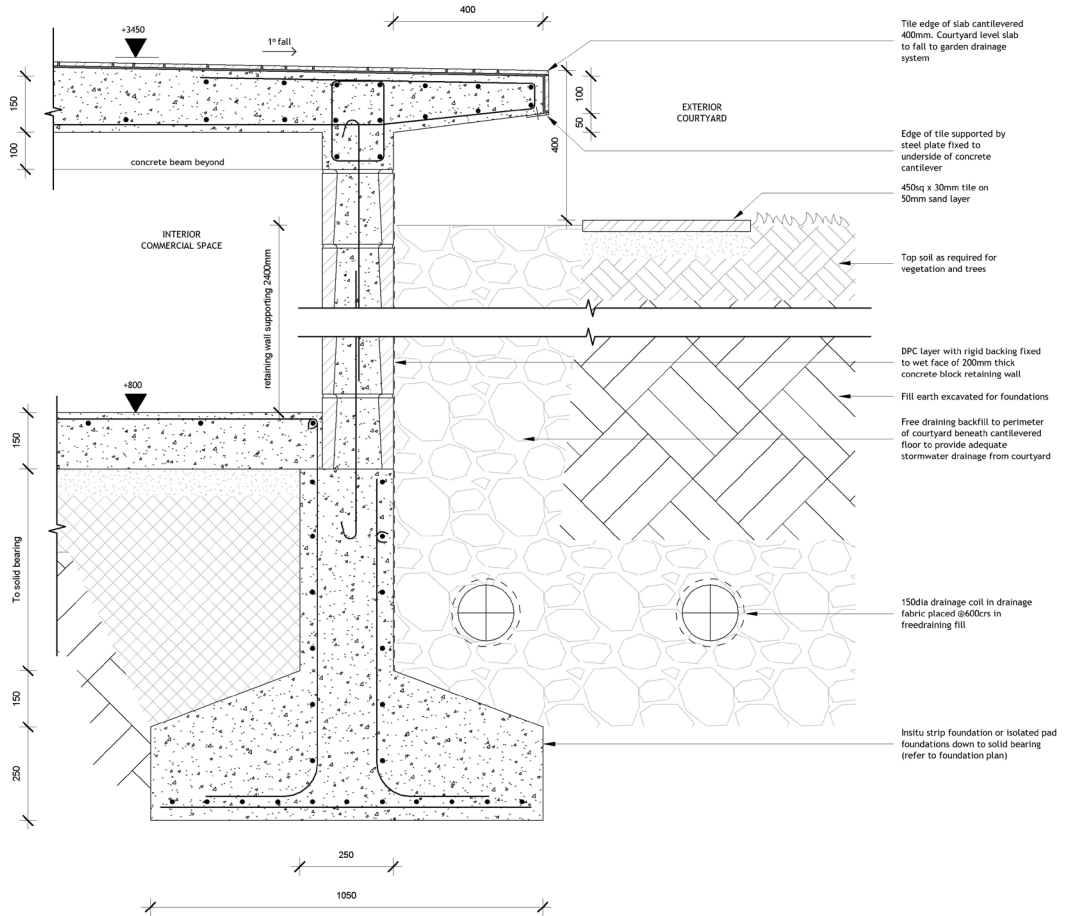 400
+3450
1º fall
Tile edge of slab cantilevered
400mm. Courtyard level slab
to fall to garden drainage
system
150
100
100
50
400
EXTERIOR
COURTYARD
Edge of tile supported by
steel plate fixed to
underside of concrete
cantilever
concrete beam beyond
450sq x 30mm tile on
50mm sand layer
INTERIOR
COMMERCIAL SPACE
Top soil as required for
vegetation and trees
retaining wall supporting 2400mm
DPC layer with rigid backing fixed
to wet face of 200mm thick
concrete block retaining wall
+800
Fill earth excavated for foundations
150
Free draining backfill to perimeter
of courtyard beneath cantilevered
floor to provide adequate
stormwater drainage from courtyard
To solid bearing
150dia drainage coil in drainage
fabric placed @600crs in
freedraining fill
150
Insitu strip foundation or isolated pad
foundations down to solid bearing
(refer to foundation plan)
250
250
1050